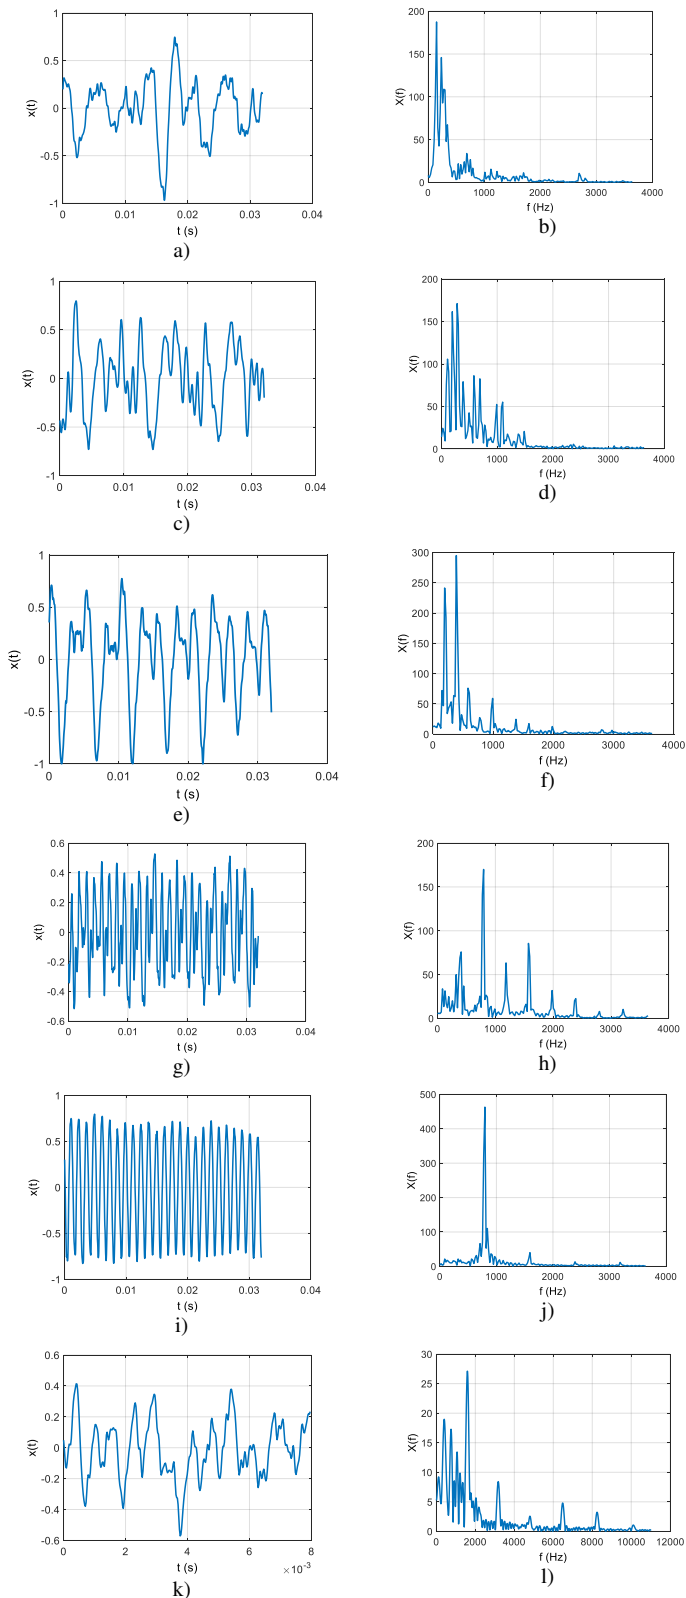 1
0.5
0
-0.5
-1
x(t)
0 0.01 0.02 0.03 0.04
t (s)
a)
200
150
100
50
0
X(f)
0 1000 2000 3000 4000
f (Hz)
b)
1
0.5
0
-0.5
-1
x(t)
0 0.01 0.02 0.03 0.04
t (s)
c)
200
150
100
50
0
X(f)
0 1000 2000 3000 4000
f (Hz)
d)
1
0.5
0
-0.5
-1
x(t)
0 0.01 0.02 0.03 0.04
t (s)
e)
300
250
200
150
100
50
0
X(f)
0 1000 2000 3000 4000
f (Hz)
f)
0.6
0.4
0.2
0
-0.2
-0.4
-0.6
x(t)
0 0.01 0.02 0.03 0.04
t (s)
g)
200
150
100
50
0
X(f)
0 1000 2000 3000 4000
f (Hz)
h)
1
0.5
0
-0.5
-1
x(t)
0 0.01 0.02 0.03 0.04
t (s)
i)
500
400
300
200
100
0
X(f)
0 1000 2000 3000 4000
f (Hz)
j)
0.6
0.4
0.2
0
-0.2
-0.4
-0.6
x(t)
0 2 4 6 8
t (s) ×10⁻³
k)
30
25
20
15
10
5
0
X(f)
0 2000 4000 6000 8000 10000 12000
f (Hz)
l)